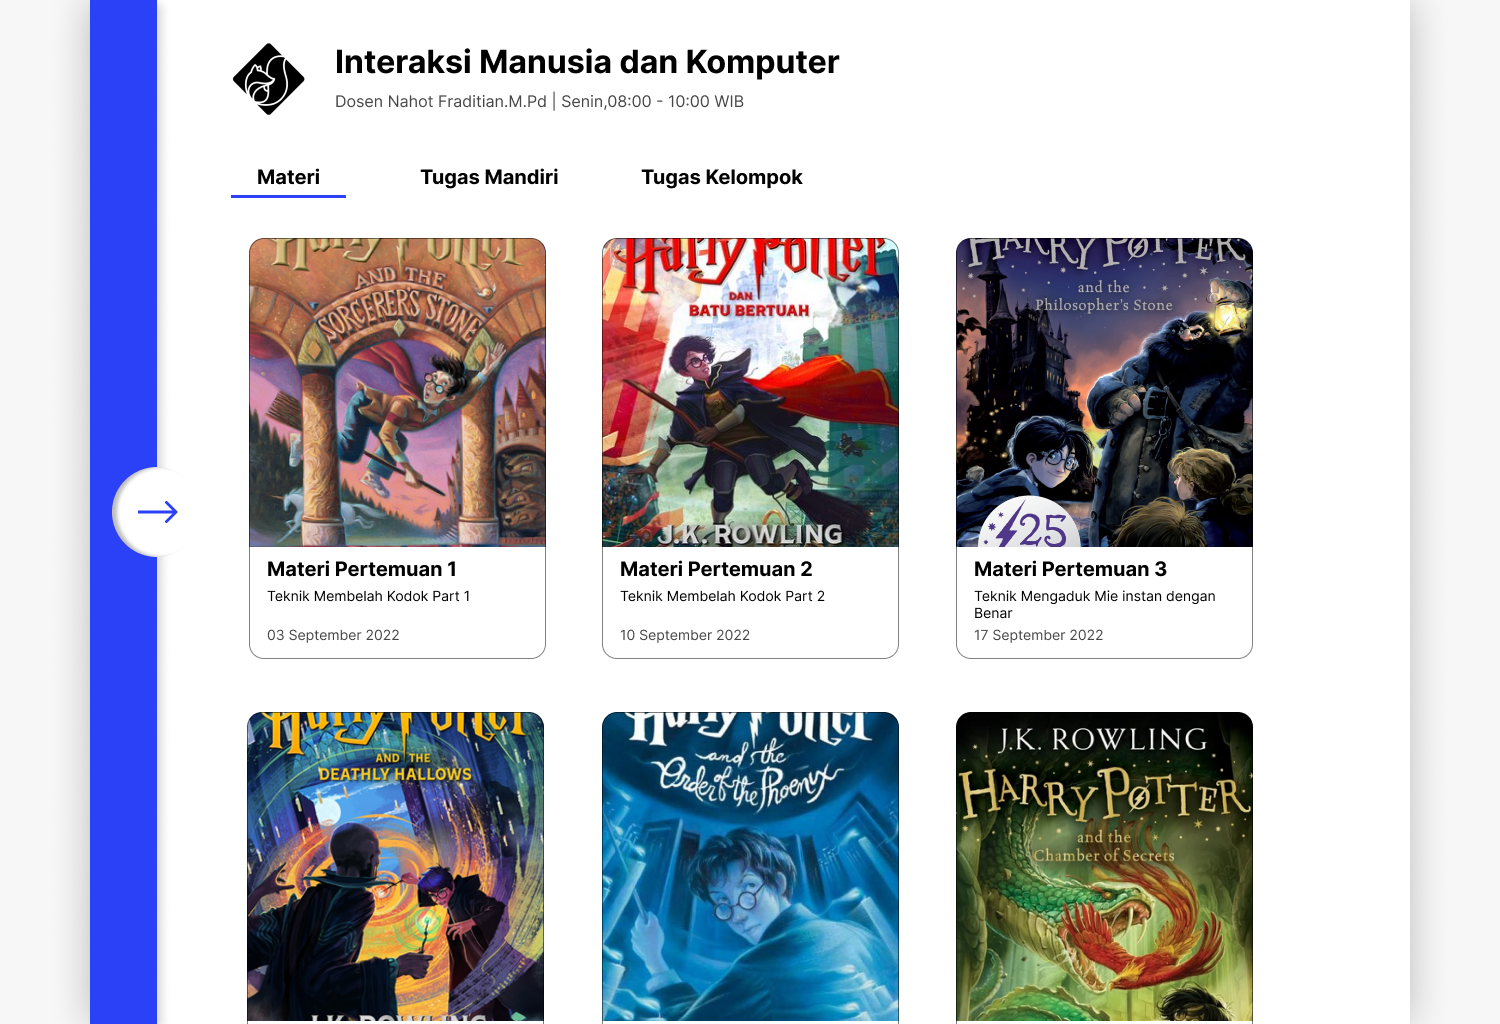 Interaksi Manusia dan Komputer
Dosen Nahot Fraditian.M.Pd | Senin,08:00 - 10:00 WIB
Materi
Tugas Mandiri
Tugas Kelompok
Harry Potter
AND THE
SORCERER'S STONE
Harry Potter
DAN
BATU BERTUAH
J.K. ROWLING
HARRY POTTER
and the
Philosopher's Stone
25
Materi Pertemuan 1
Teknik Membelah Kodok Part 1
03 September 2022
Materi Pertemuan 2
Teknik Membelah Kodok Part 2
10 September 2022
Materi Pertemuan 3
Teknik Mengaduk Mie instan dengan
Benar
17 September 2022
Harry Potter
AND THE
DEATHLY HALLOWS
J.K. ROWLING
Harry Potter
and the
Order of the Phoenix
J.K. ROWLING
HARRY POTTER
and the
Chamber of Secrets